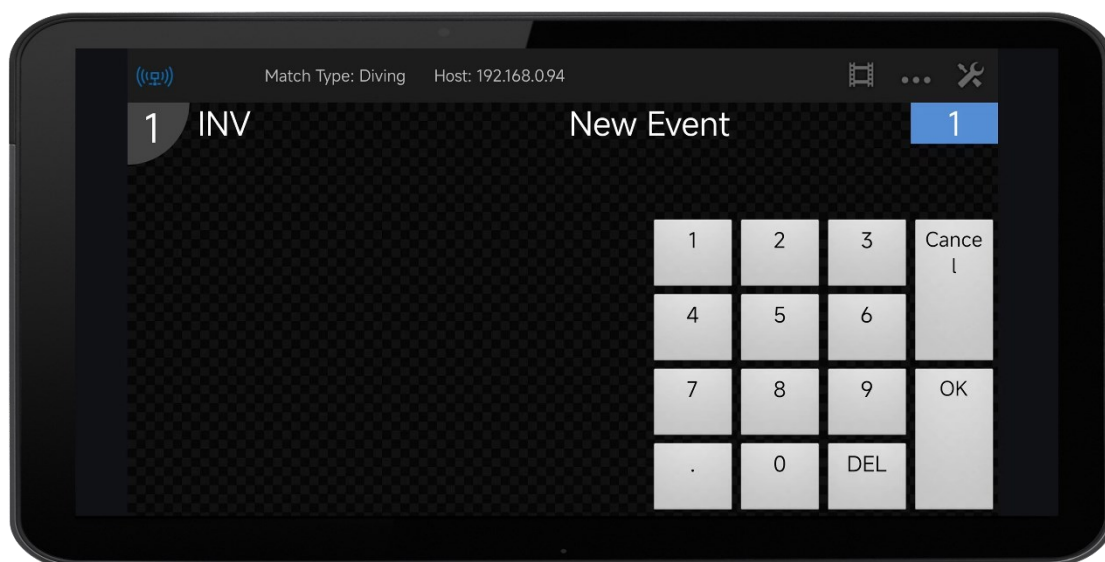 Match Type: Diving Host: 192.168.0.94
1 INV New Event 1
1 2 3 Cance
l
4 5 6
7 8 9 OK
. 0 DEL